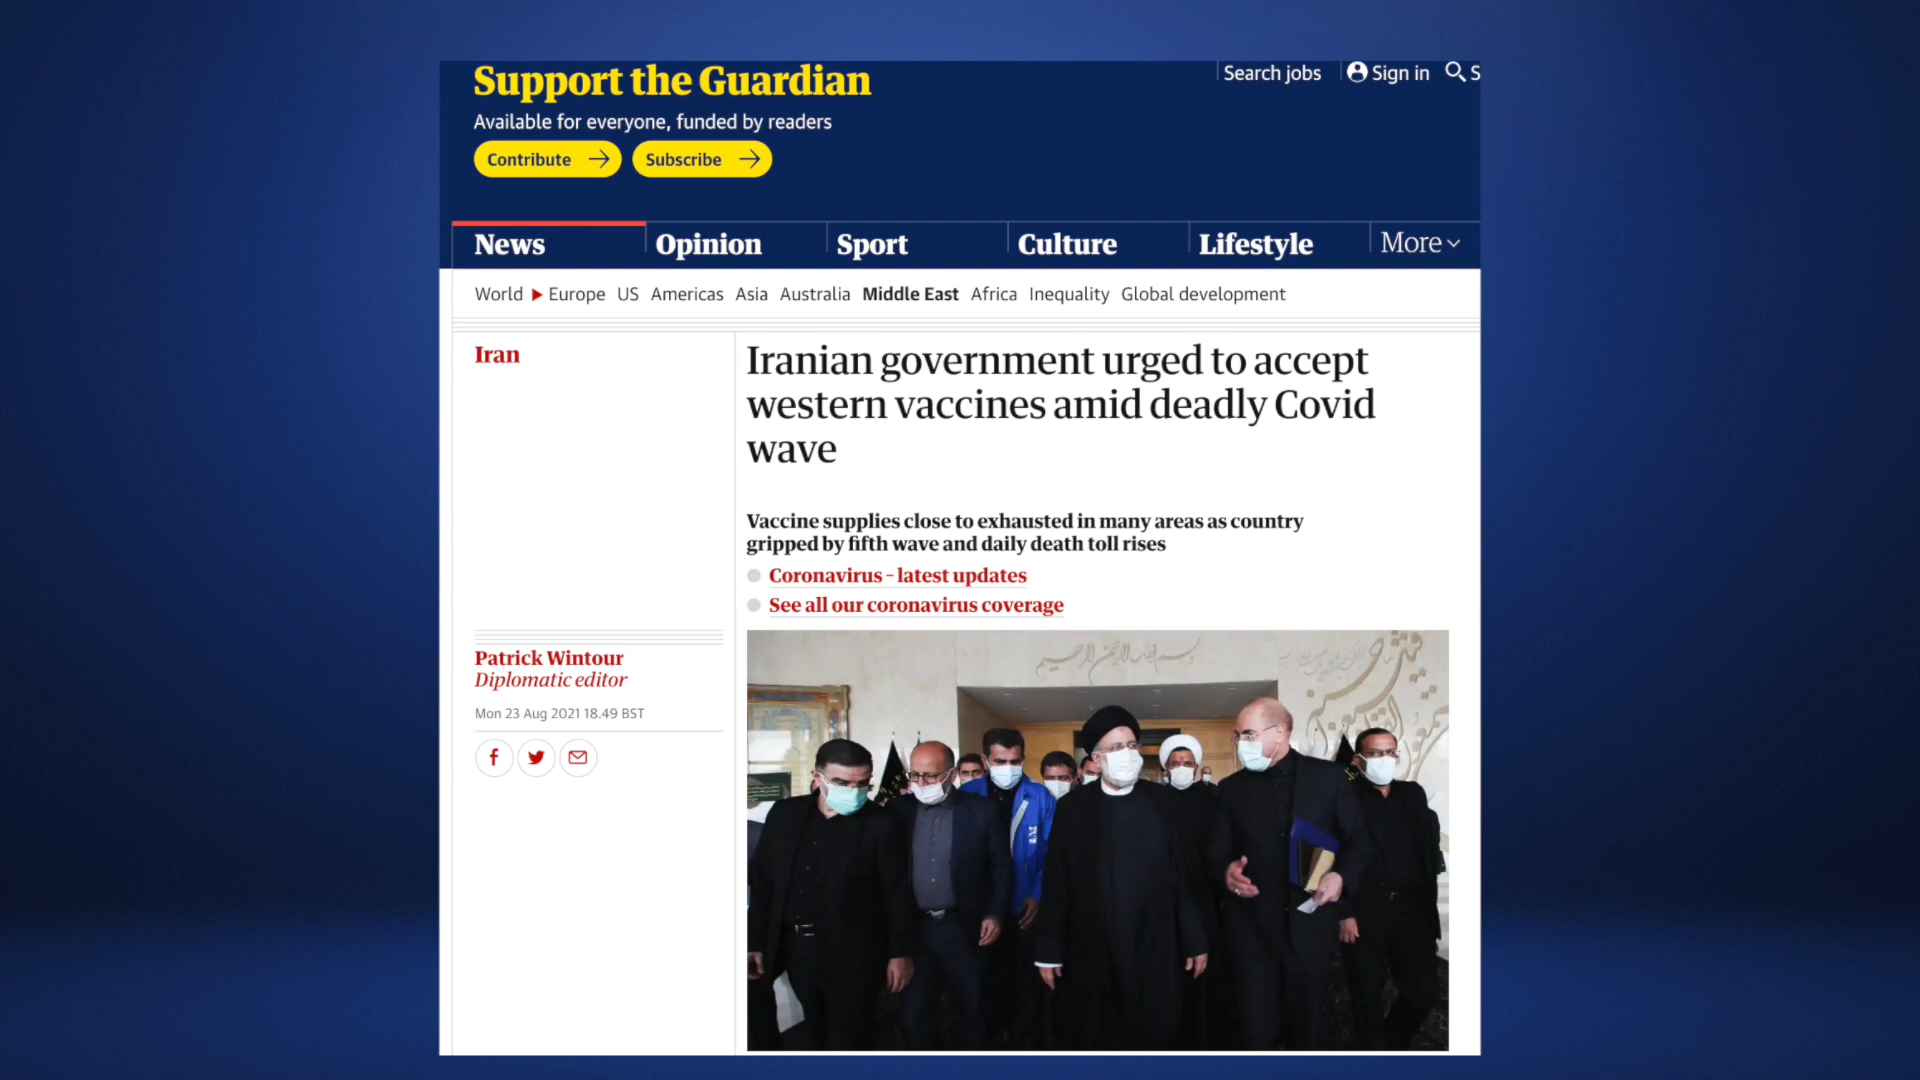 Support the Guardian
Available for everyone, funded by readers
Contribute
Subscribe
Search jobs
Sign in
S
News
Opinion
Sport
Culture
Lifestyle
More
World
Europe
US
Americas
Asia
Australia
Middle East
Africa
Inequality
Global development
Iran
Iranian government urged to accept
western vaccines amid deadly Covid
wave
Vaccine supplies close to exhausted in many areas as country
gripped by fifth wave and daily death toll rises
Coronavirus – latest updates
See all our coronavirus coverage
Patrick Wintour
Diplomatic editor
Mon 23 Aug 2021 18.49 BST
بسم الله الرحمن الرحیم